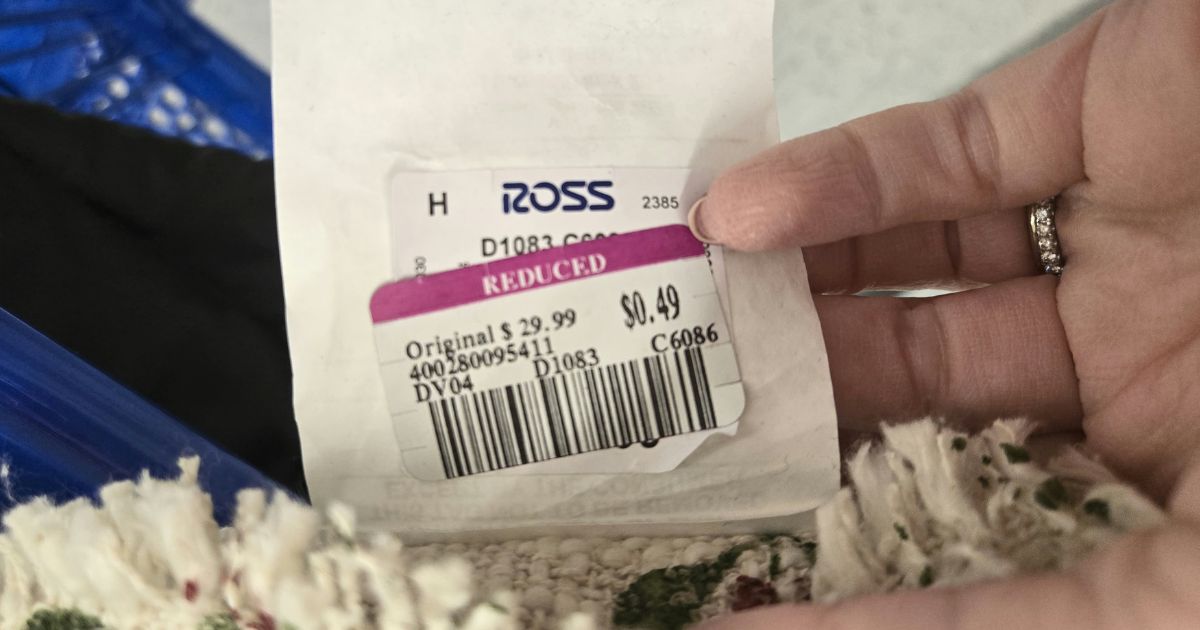 H ROSS 2385
D1083
REDUCED
Original $ 29.99 $0.49
400280095411
DV04 D1083 C6086